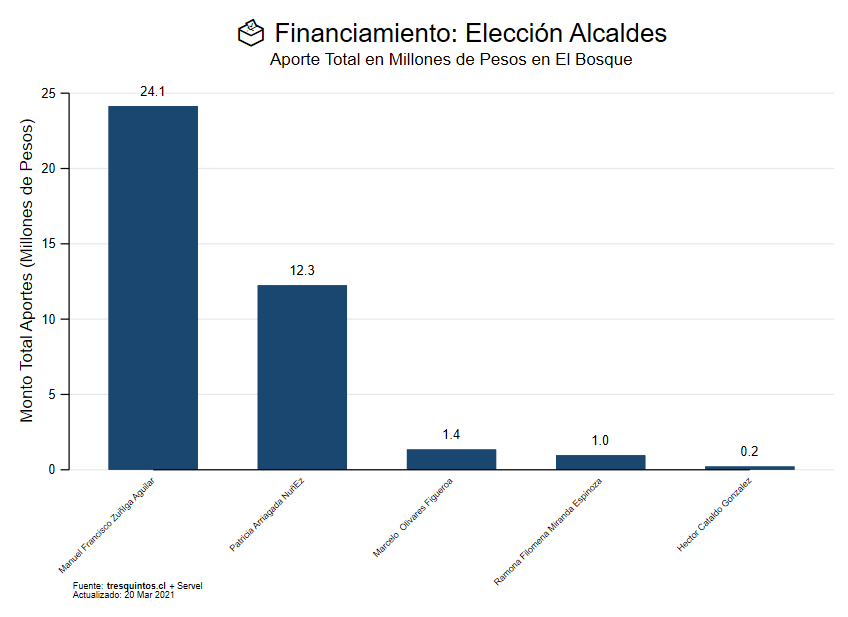 Financiamiento: Elección Alcaldes
Aporte Total en Millones de Pesos en El Bosque
Monto Total Aportes (Millones de Pesos)
25
20
15
10
5
0
24.1
12.3
1.4
1.0
0.2
Manuel Francisco Zuñiga Aguilar
Patricia Arriagada NuñEz
Marcelo Olivares Figueroa
Ramona Filomena Miranda Espinoza
Hector Cataldo Gonzalez
Fuente: tresquintos.cl + Servel
Actualizado: 20 Mar 2021